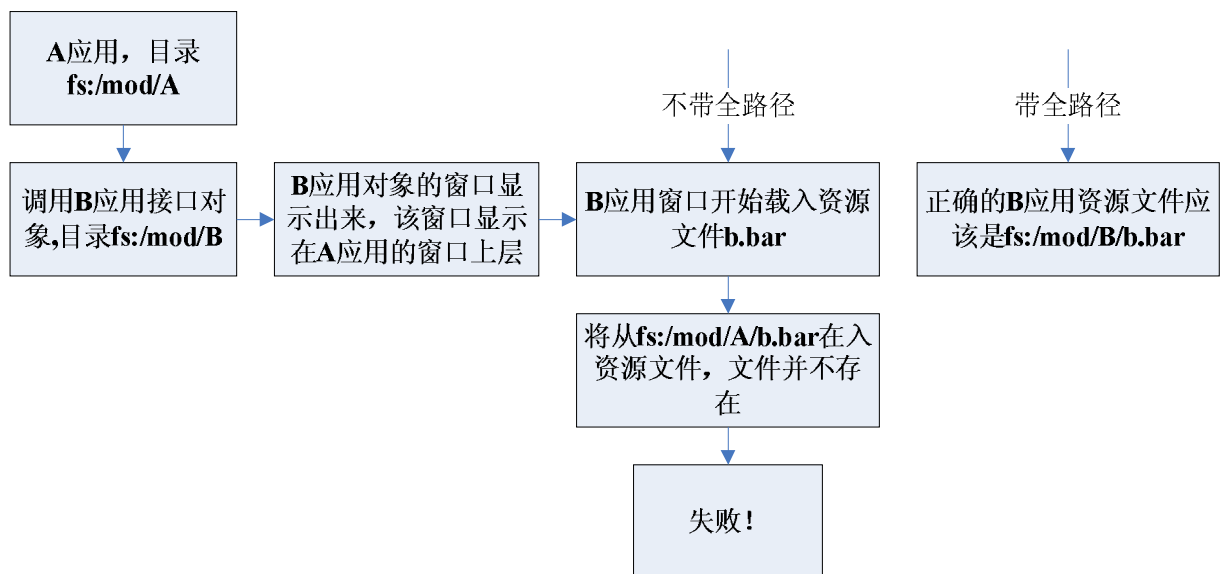 A应用，目录
fs:/mod/A
调用B应用接口对
象,目录fs:/mod/B
B应用对象的窗口显
示出来，该窗口显示
在A应用的窗口上层
不带全路径
B应用窗口开始载入资源
文件b.bar
将从fs:/mod/A/b.bar在入
资源文件，文件并不存
在
失败！
带全路径
正确的B应用资源文件应
该是fs:/mod/B/b.bar